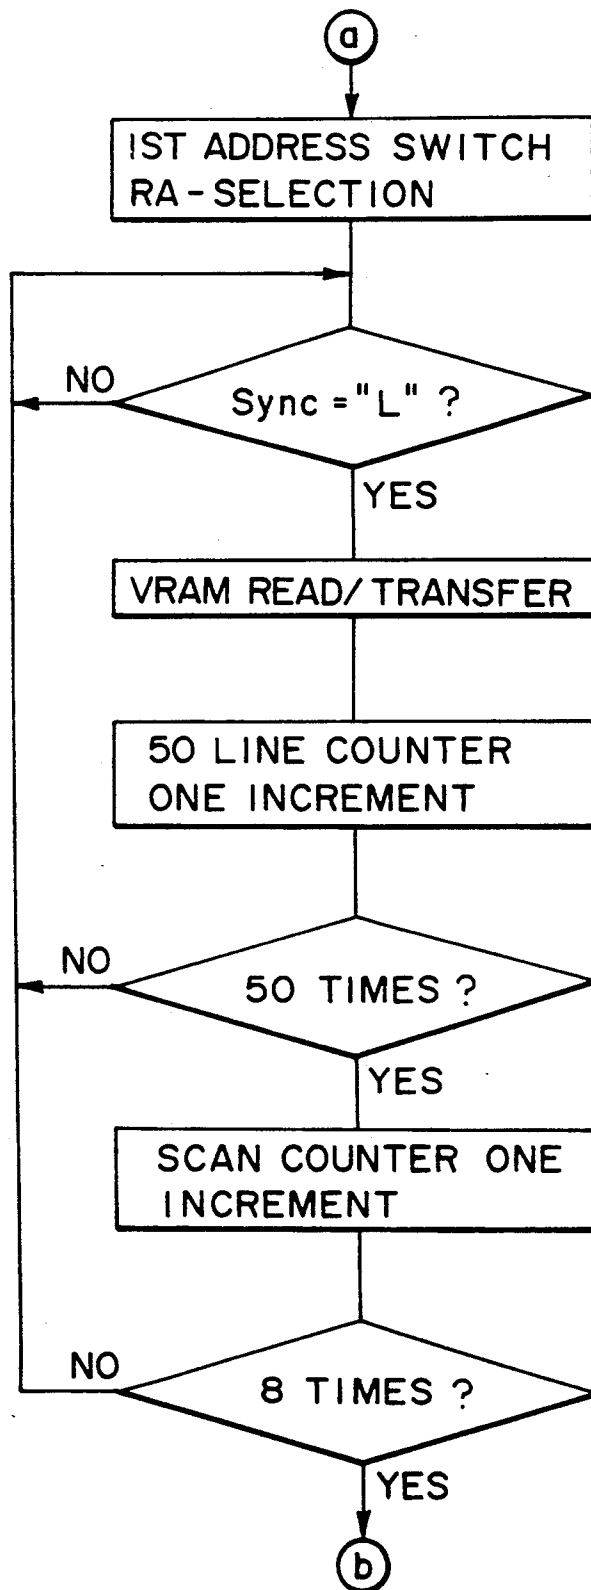 a
1ST ADDRESS SWITCH
RA-SELECTION
NO
Sync="L" ?
YES
VRAM READ/TRANSFER
50 LINE COUNTER
ONE INCREMENT
NO
50 TIMES ?
YES
SCAN COUNTER ONE
INCREMENT
NO
8 TIMES ?
YES
b